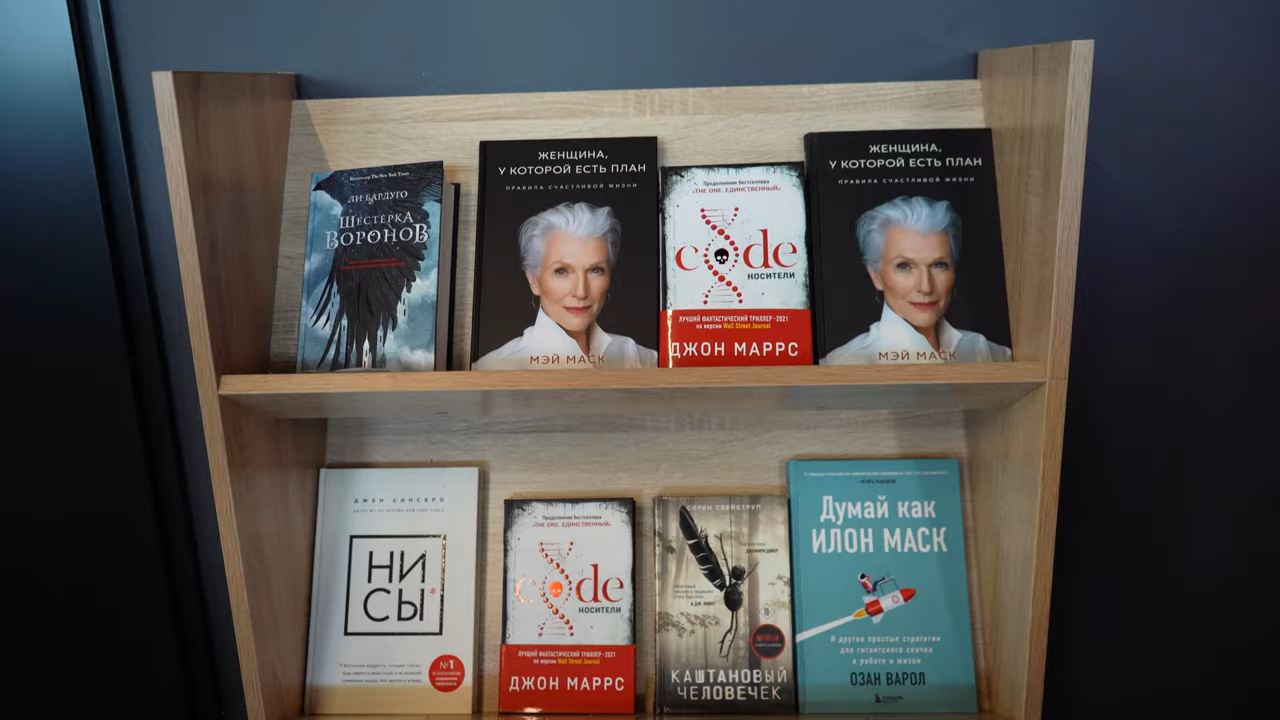 Бестселлер The New York Times
ЛИ БАРДУГО
ШЕСТЕРКА
ВОРОНОВ
ЖЕНЩИНА,
У КОТОРОЙ ЕСТЬ ПЛАН
ПРАВИЛА СЧАСТЛИВОЙ ЖИЗНИ
МЭЙ МАСК
Продолжение бестселлера
«THE ONE. ЕДИНСТВЕННЫЙ»
code
НОСИТЕЛИ
ЛУЧШИЙ ФАНТАСТИЧЕСКИЙ ТРИЛЛЕР-2021
по версии Wall Street Journal
ДЖОН МАРРС
ЖЕНЩИНА,
У КОТОРОЙ ЕСТЬ ПЛАН
ПРАВИЛА СЧАСТЛИВОЙ ЖИЗНИ
МЭЙ МАСК
ДЖЕН СИНСЕРО
НИ
СЫ*
№1
Продолжение бестселлера
«THE ONE. ЕДИНСТВЕННЫЙ»
code
НОСИТЕЛИ
ЛУЧШИЙ ФАНТАСТИЧЕСКИЙ ТРИЛЛЕР-2021
по версии Wall Street Journal
ДЖОН МАРРС
СОРЕН СВЕЙСТРУП
18+
NETFLIX
КАШТАНОВЫЙ
ЧЕЛОВЕЧЕК
Думай как
ИЛОН МАСК
И другие простые стратегии
для гигантского скачка
в работе и жизни
ОЗАН ВАРОЛ